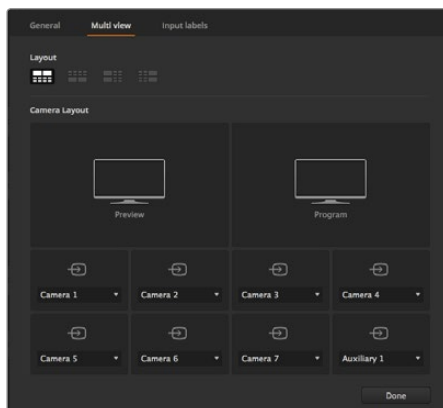 General Multi view Input labels
Layout
Camera Layout
Preview Program
Camera 1 Camera 2 Camera 3 Camera 4
Camera 5 Camera 6 Camera 7 Auxiliary 1
Done